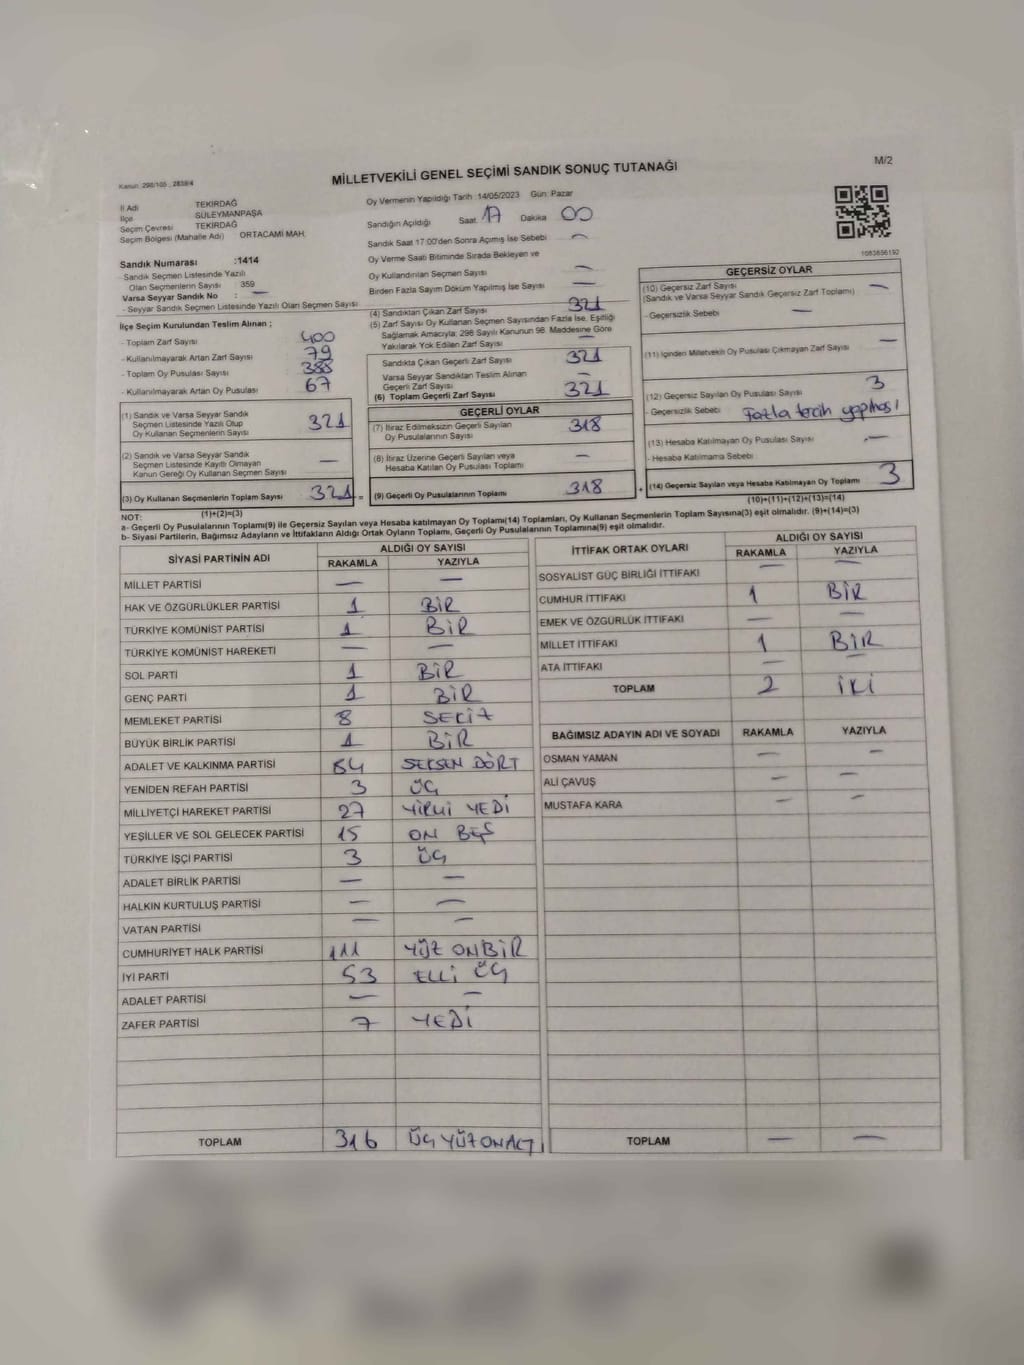 M/2
MİLLETVEKİLİ GENEL SEÇİMİ SANDIK SONUÇ TUTANAĞI
Kanun: 298/105 , 2839/4
İl Adı TEKİRDAĞ
İlçe SÜLEYMANPAŞA
Seçim Çevresi TEKİRDAĞ
Seçim Bölgesi (Mahalle Adı) ORTACAMİ MAH.
Sandık Numarası :1414
- Sandık Seçmen Listesinde Yazılı
Olan Seçmenlerin Sayısı : 359
Varsa Seyyar Sandık No : —
- Seyyar Sandık Seçmen Listesinde Yazılı Olan Seçmen Sayısı
İlçe Seçim Kurulundan Teslim Alınan ;
- Toplam Zarf Sayısı 400
- Kullanılmayarak Artan Zarf Sayısı 79
- Toplam Oy Pusulası Sayısı 388
- Kullanılmayarak Artan Oy Pusulası 67
(1) Sandık ve Varsa Seyyar Sandık
Seçmen Listesinde Yazılı Olup
Oy Kullanan Seçmenlerin Sayısı 321
(2) Sandık ve Varsa Seyyar Sandık
Seçmen Listesinde Kayıtlı Olmayan
Kanun Gereği Oy Kullanan Seçmen Sayısı —
(3) Oy Kullanan Seçmenlerin Toplam Sayısı 321 =
(1)+(2)=(3)
Oy Vermenin Yapıldığı Tarih :14/05/2023 Gün: Pazar
Sandığın Açıldığı Saat 17 Dakika 00
Sandık Saat 17:00'den Sonra Açılmış İse Sebebi —
Oy Verme Saati Bitiminde Sırada Bekleyen ve
Oy Kullandırılan Seçmen Sayısı —
Birden Fazla Sayım Döküm Yapılmış İse Sayısı —
(4) Sandıktan Çıkan Zarf Sayısı 321
(5) Zarf Sayısı Oy Kullanan Seçmen Sayısından Fazla İse, Eşitliği
Sağlamak Amacıyla; 298 Sayılı Kanunun 98. Maddesine Göre
Yakılarak Yok Edilen Zarf Sayısı —
Sandıkta Çıkan Geçerli Zarf Sayısı 321
Varsa Seyyar Sandıktan Teslim Alınan
Geçerli Zarf Sayısı —
(6) Toplam Geçerli Zarf Sayısı 321
GEÇERLİ OYLAR
(7) İtiraz Edilmeksizin Geçerli Sayılan
Oy Pusulalarının Sayısı 318
(8) İtiraz Üzerine Geçerli Sayılan veya
Hesaba Katılan Oy Pusulası Toplamı —
(9) Geçerli Oy Pusulalarının Toplamı 318 +
1683856192
GEÇERSİZ OYLAR
(10) Geçersiz Zarf Sayısı —
(Sandık ve Varsa Seyyar Sandık Geçersiz Zarf Toplamı)
- Geçersizlik Sebebi : —
(11) İçinden Milletvekili Oy Pusulası Çıkmayan Zarf Sayısı —
(12) Geçersiz Sayılan Oy Pusulası Sayısı 3
- Geçersizlik Sebebi : Fazla tercih yapması
(13) Hesaba Katılmayan Oy Pusulası Sayısı —
- Hesaba Katılmama Sebebi :
(14) Geçersiz Sayılan veya Hesaba Katılmayan Oy Toplamı 3
(10)+(11)+(12)+(13)=(14)
NOT:
a- Geçerli Oy Pusulalarının Toplamı(9) ile Geçersiz Sayılan veya Hesaba katılmayan Oy Toplamı(14) Toplamları, Oy Kullanan Seçmenlerin Toplam Sayısına(3) eşit olmalıdır. (9)+(14)=(3)
b- Siyasi Partilerin, Bağımsız Adayların ve İttifakların Aldığı Ortak Oyların Toplamı, Geçerli Oy Pusulalarının Toplamına(9) eşit olmalıdır.
SİYASİ PARTİNİN ADI ALDIĞI OY SAYISI
RAKAMLA YAZIYLA
MİLLET PARTİSİ — —
HAK VE ÖZGÜRLÜKLER PARTİSİ 1 BİR
TÜRKİYE KOMÜNİST PARTİSİ 1 BİR
TÜRKİYE KOMÜNİST HAREKETİ — —
SOL PARTİ 1 BİR
GENÇ PARTİ 1 BİR
MEMLEKET PARTİSİ 8 SEKİZ
BÜYÜK BİRLİK PARTİSİ 1 BİR
ADALET VE KALKINMA PARTİSİ 84 SEKSEN DÖRT
YENİDEN REFAH PARTİSİ 3 ÜÇ
MİLLİYETÇİ HAREKET PARTİSİ 27 YİRMİ YEDİ
YEŞİLLER VE SOL GELECEK PARTİSİ 15 ON BEŞ
TÜRKİYE İŞÇİ PARTİSİ 3 ÜÇ
ADALET BİRLİK PARTİSİ — —
HALKIN KURTULUŞ PARTİSİ — —
VATAN PARTİSİ — —
CUMHURİYET HALK PARTİSİ 111 YÜZ ONBİR
İYİ PARTİ 53 ELLİ ÜÇ
ADALET PARTİSİ — —
ZAFER PARTİSİ 7 YEDİ
TOPLAM 316 ÜÇ YÜZ ONALTI
İTTİFAK ORTAK OYLARI ALDIĞI OY SAYISI
RAKAMLA YAZIYLA
SOSYALİST GÜÇ BİRLİĞİ İTTİFAKI — —
CUMHUR İTTİFAKI 1 BİR
EMEK VE ÖZGÜRLÜK İTTİFAKI — —
MİLLET İTTİFAKI 1 BİR
ATA İTTİFAKI — —
TOPLAM 2 İKİ
BAĞIMSIZ ADAYIN ADI VE SOYADI RAKAMLA YAZIYLA
OSMAN YAMAN — —
ALİ ÇAVUŞ — —
MUSTAFA KARA — —
TOPLAM — —